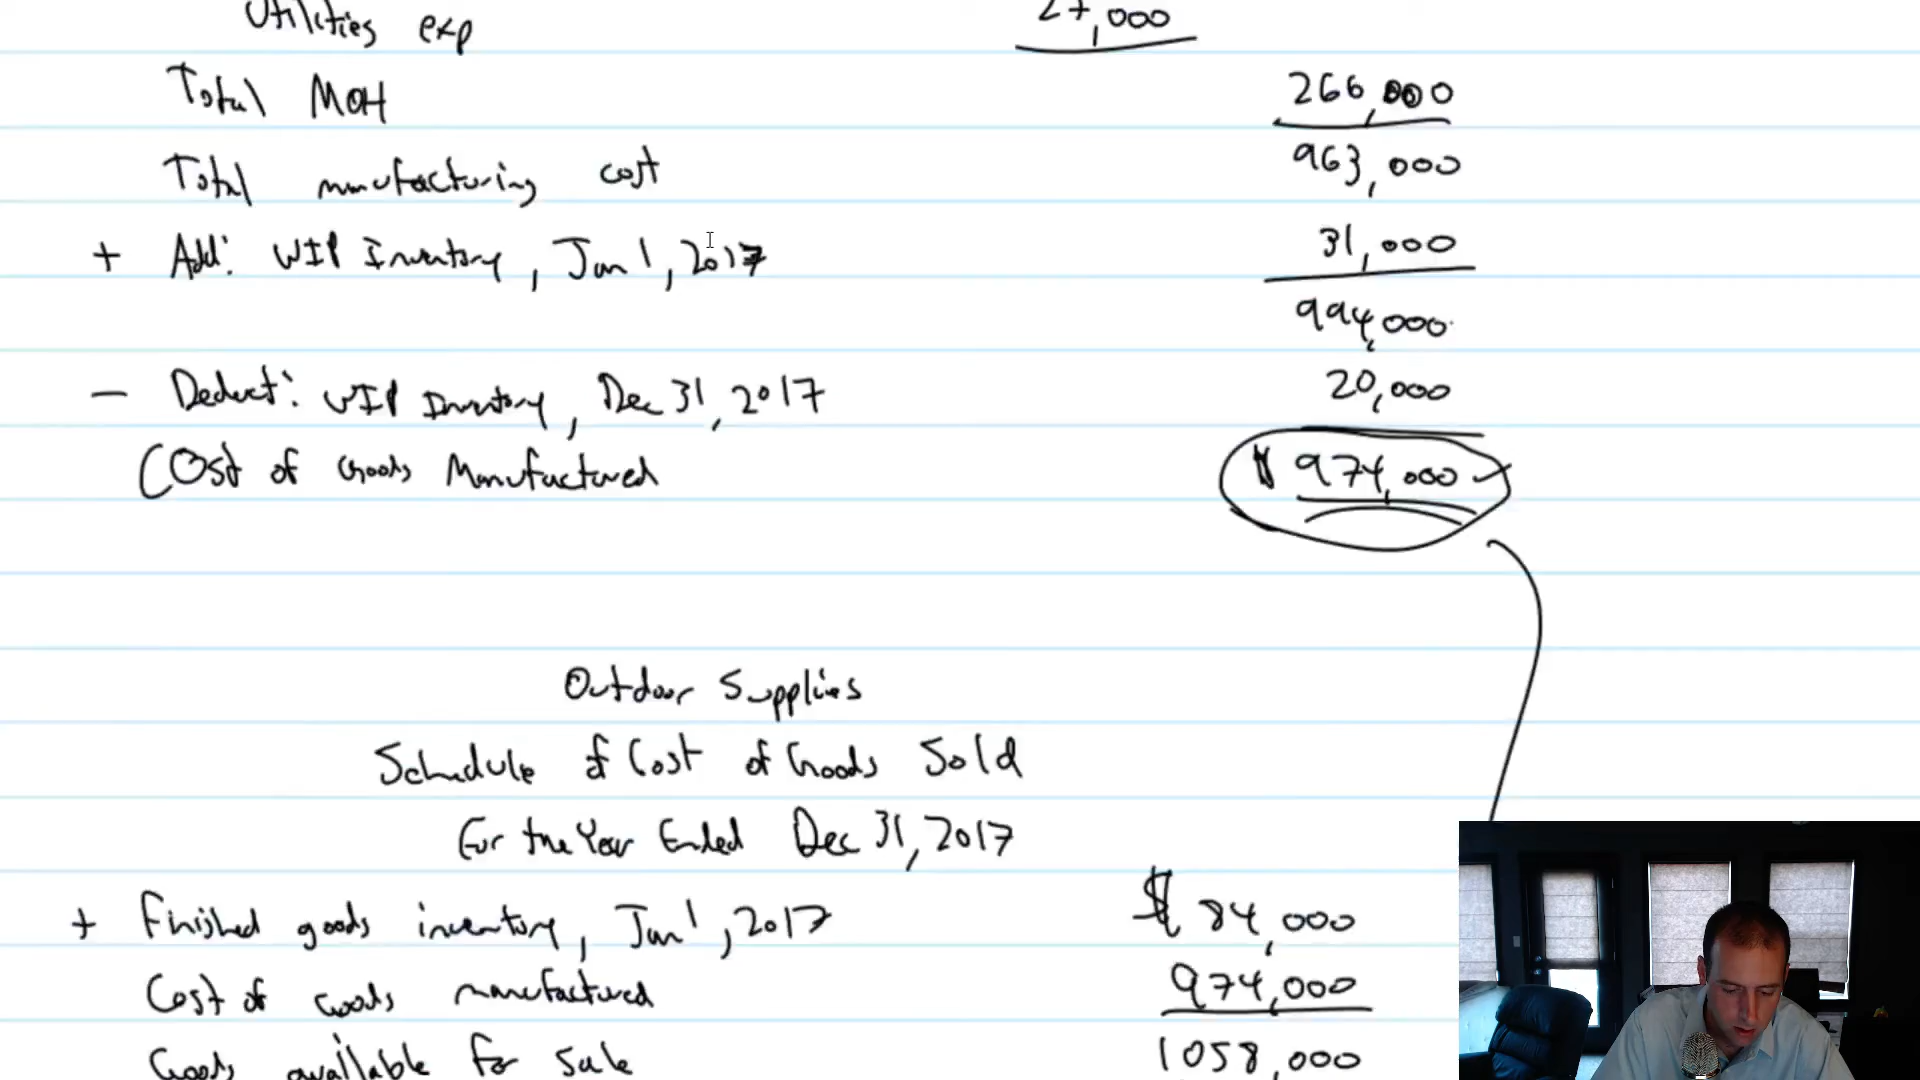 Utilities exp 27,000
Total MOH 266,000
Total manufacturing cost 963,000
+ Add: WIP Inventory, Jan 1, 2017 31,000
994,000
− Deduct: WIP Inventory, Dec 31, 2017 20,000
Cost of Goods Manufactured $ 974,000
Outdoor Supplies
Schedule of Cost of Goods Sold
For the Year Ended Dec 31, 2017
+ Finished goods inventory, Jan 1, 2017 $ 84,000
Cost of Goods manufactured 974,000
Goods available for sale 1058,000